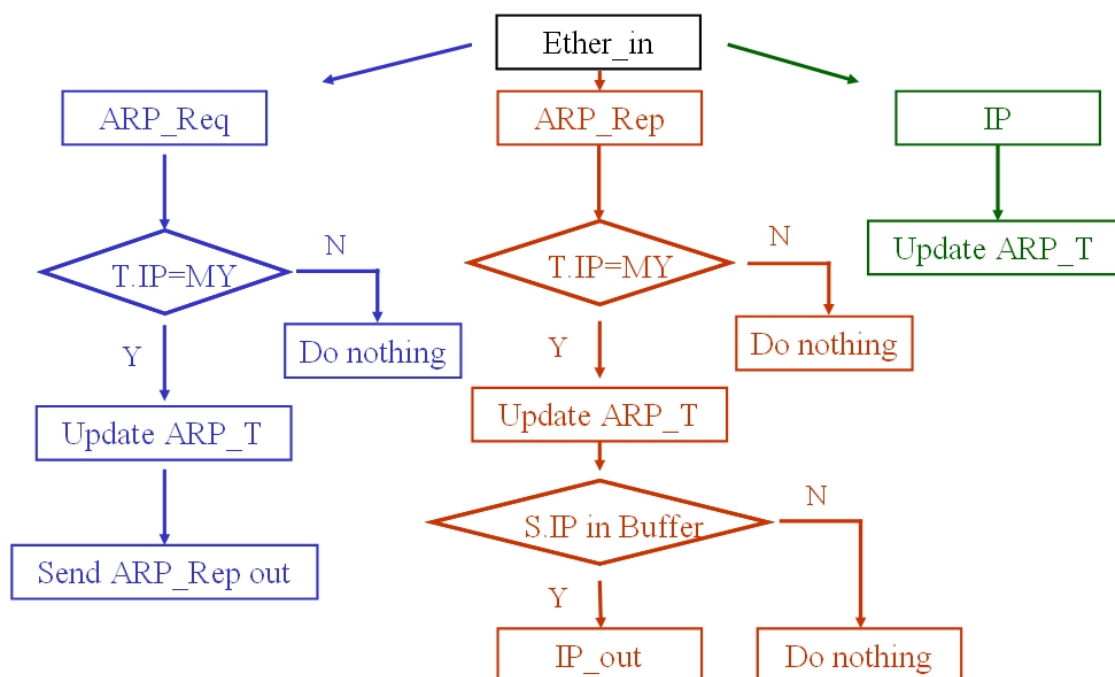 Ether_in
ARP_Req
ARP_Rep
IP
T.IP=MY
N
T.IP=MY
N
Update ARP_T
Y
Do nothing
Y
Do nothing
Update ARP_T
Update ARP_T
S.IP in Buffer
N
Send ARP_Rep out
Y
IP_out
Do nothing